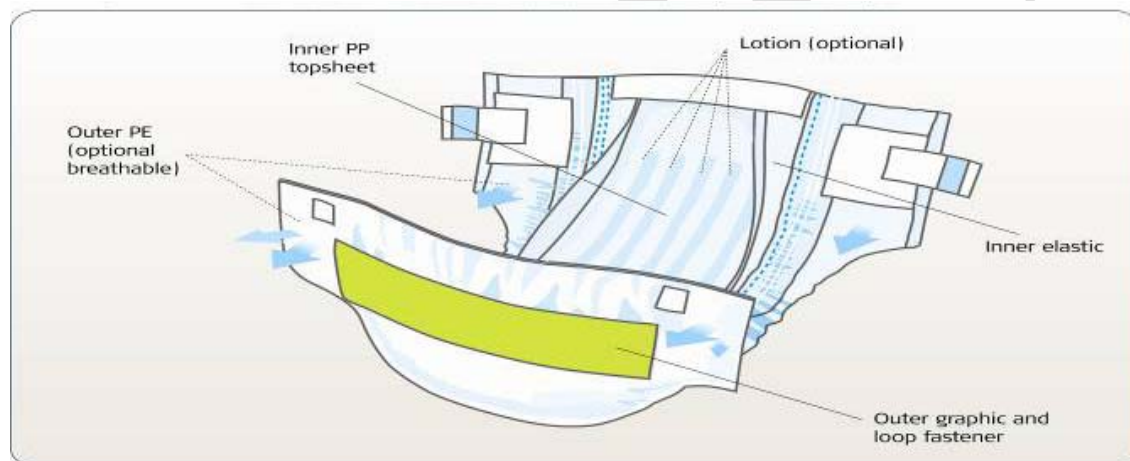 Inner PP
topsheet
Lotion (optional)
Outer PE
(optional
breathable)
Inner elastic
Outer graphic and
loop fastener